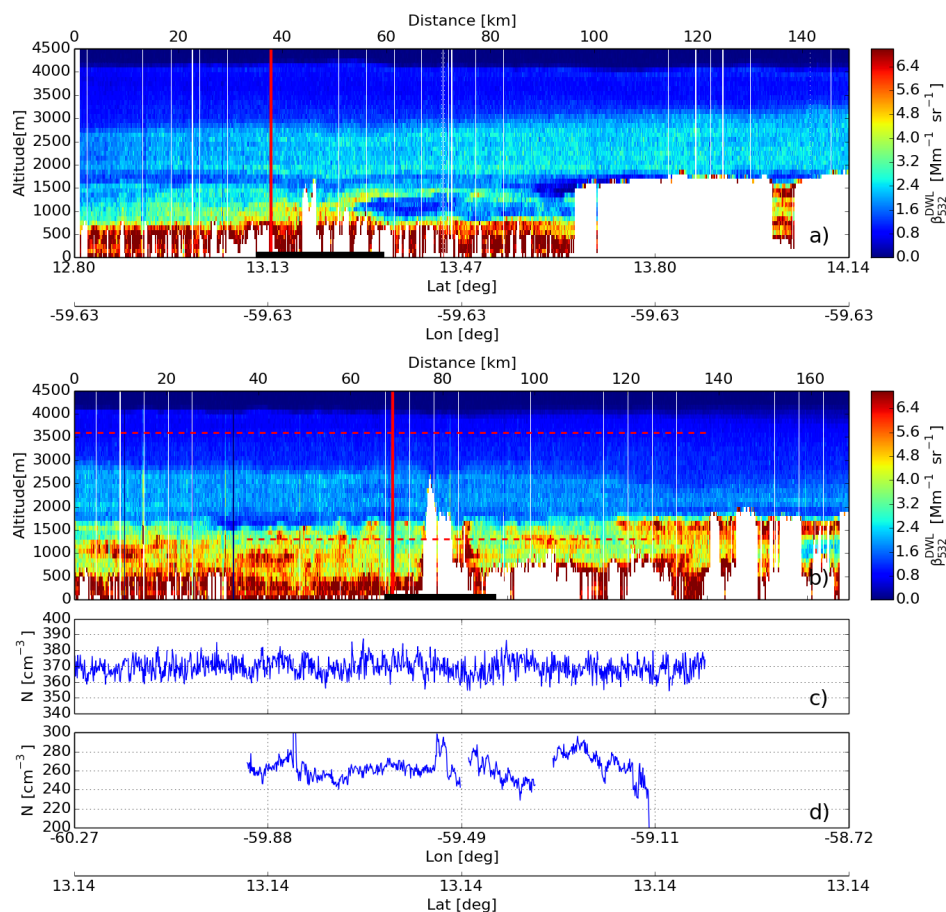 Distance [km]
0 20 40 60 80 100 120 140
4500
4000
3500
3000
2500
2000
1500
1000
500
0
Altitude[m]
a)
6.4
5.6
4.8
4.0
3.2
2.4
1.6
0.8
0.0
β532DWL [Mm−1 sr−1]
12.80 13.13 13.47 13.80 14.14
Lat [deg]
-59.63 -59.63 -59.63 -59.63 -59.63
Lon [deg]
Distance [km]
0 20 40 60 80 100 120 140 160
4500
4000
3500
3000
2500
2000
1500
1000
500
0
Altitude[m]
b)
6.4
5.6
4.8
4.0
3.2
2.4
1.6
0.8
0.0
β532DWL [Mm−1 sr−1]
400
390
380
370
360
350
340
N [cm−3 ]
c)
300
280
260
240
220
200
N [cm−3 ]
d)
-60.27 -59.88 -59.49 -59.11 -58.72
Lon [deg]
13.14 13.14 13.14 13.14 13.14
Lat [deg]